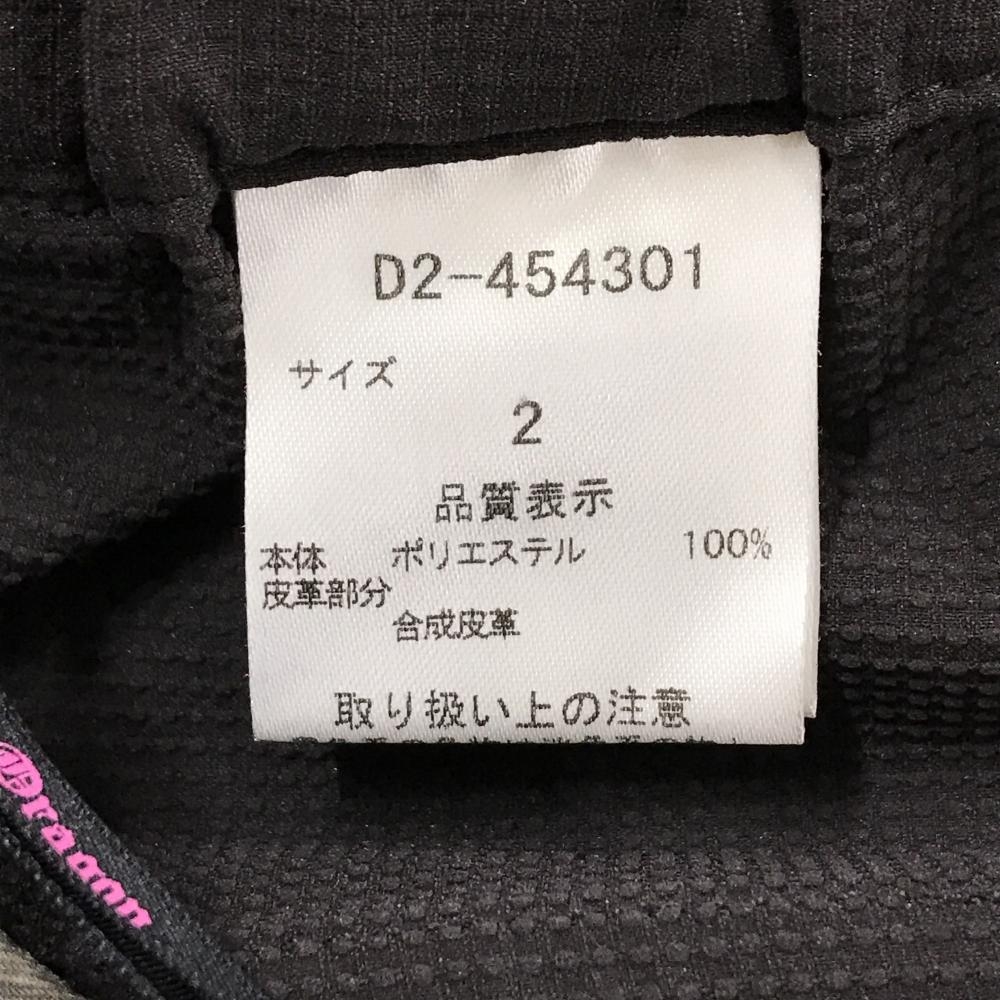 D2-454301
サイズ
2
品質表示
本体 ポリエステル 100%
皮革部分
合成皮革
取り扱い上の注意
Dragon